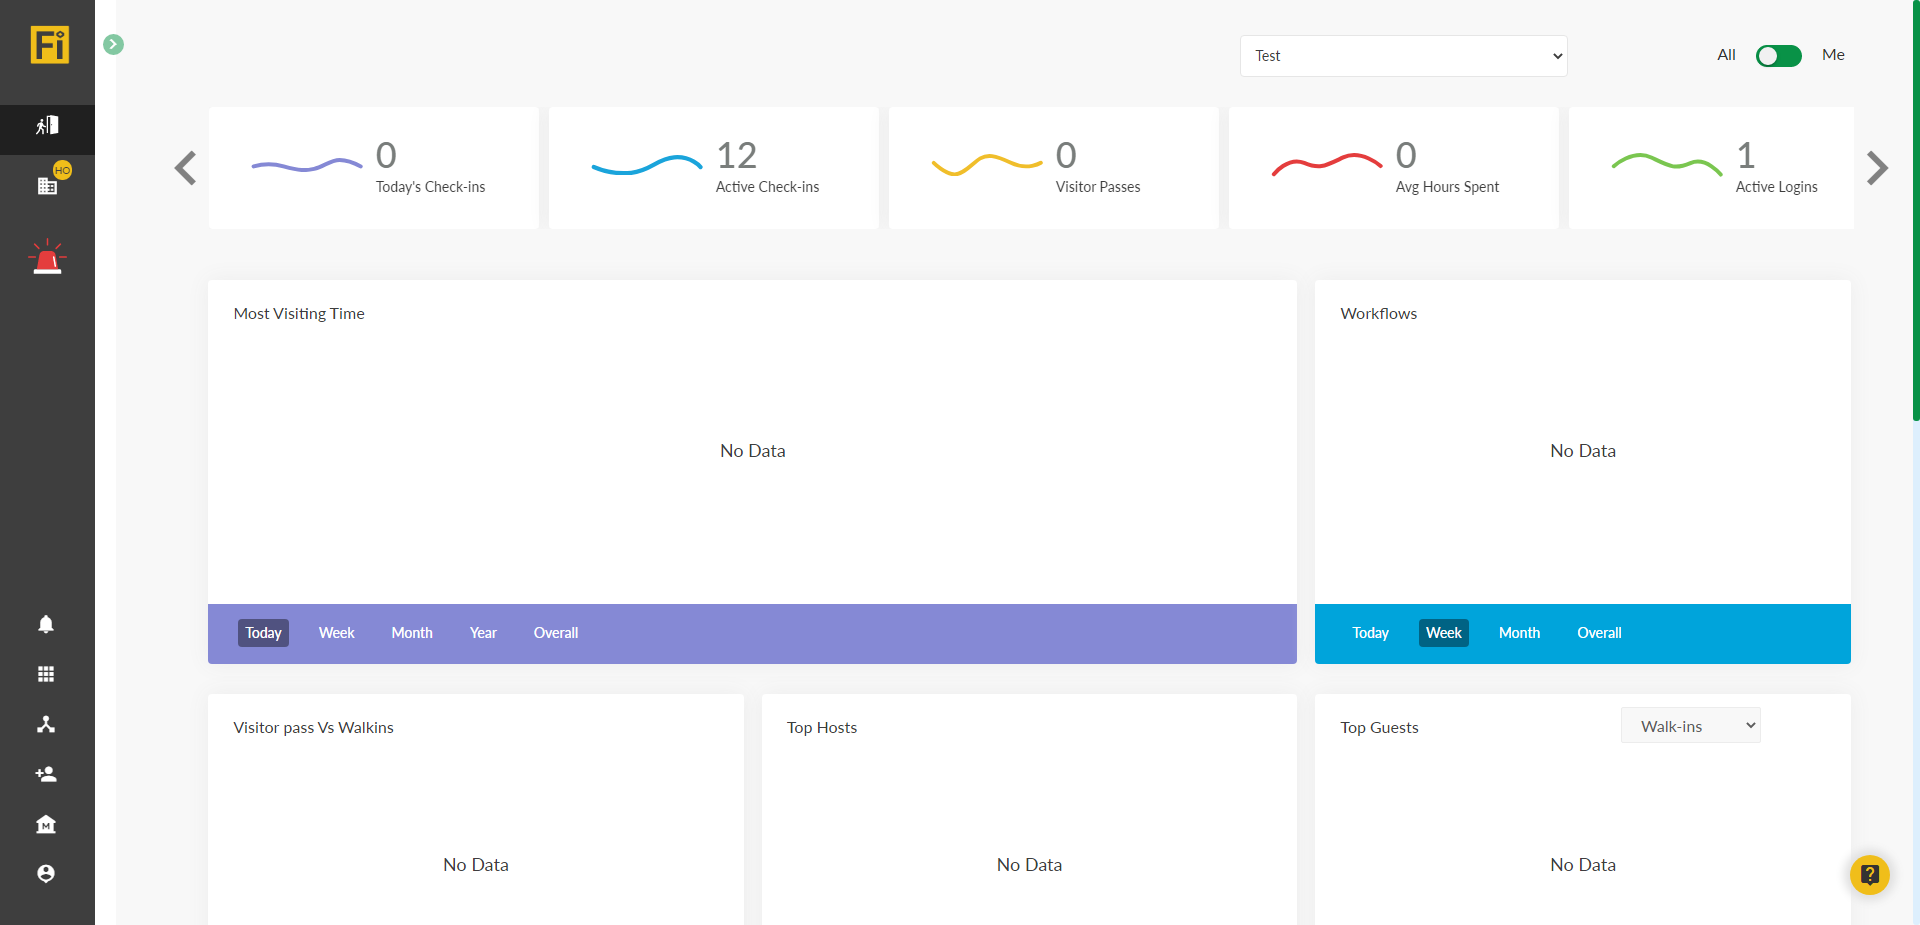 Fi
Test
All
Me
HO
0
Today's Check-ins
12
Active Check-ins
0
Visitor Passes
0
Avg Hours Spent
1
Active Logins
Most Visiting Time
No Data
Today Week Month Year Overall
Workflows
No Data
Today Week Month Overall
Visitor pass Vs Walkins
No Data
Top Hosts
No Data
Top Guests
Walk-ins
No Data
M
?